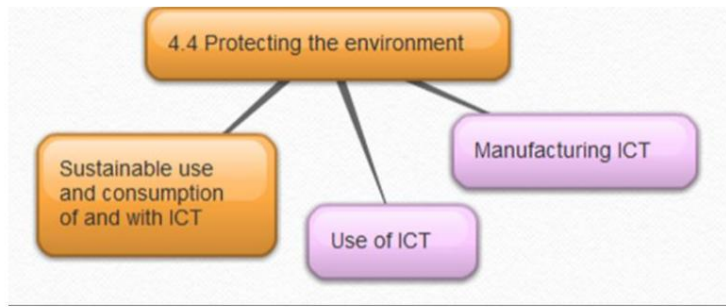 4.4 Protecting the environment
Manufacturing ICT
Sustainable use
and consumption
of and with ICT
Use of ICT